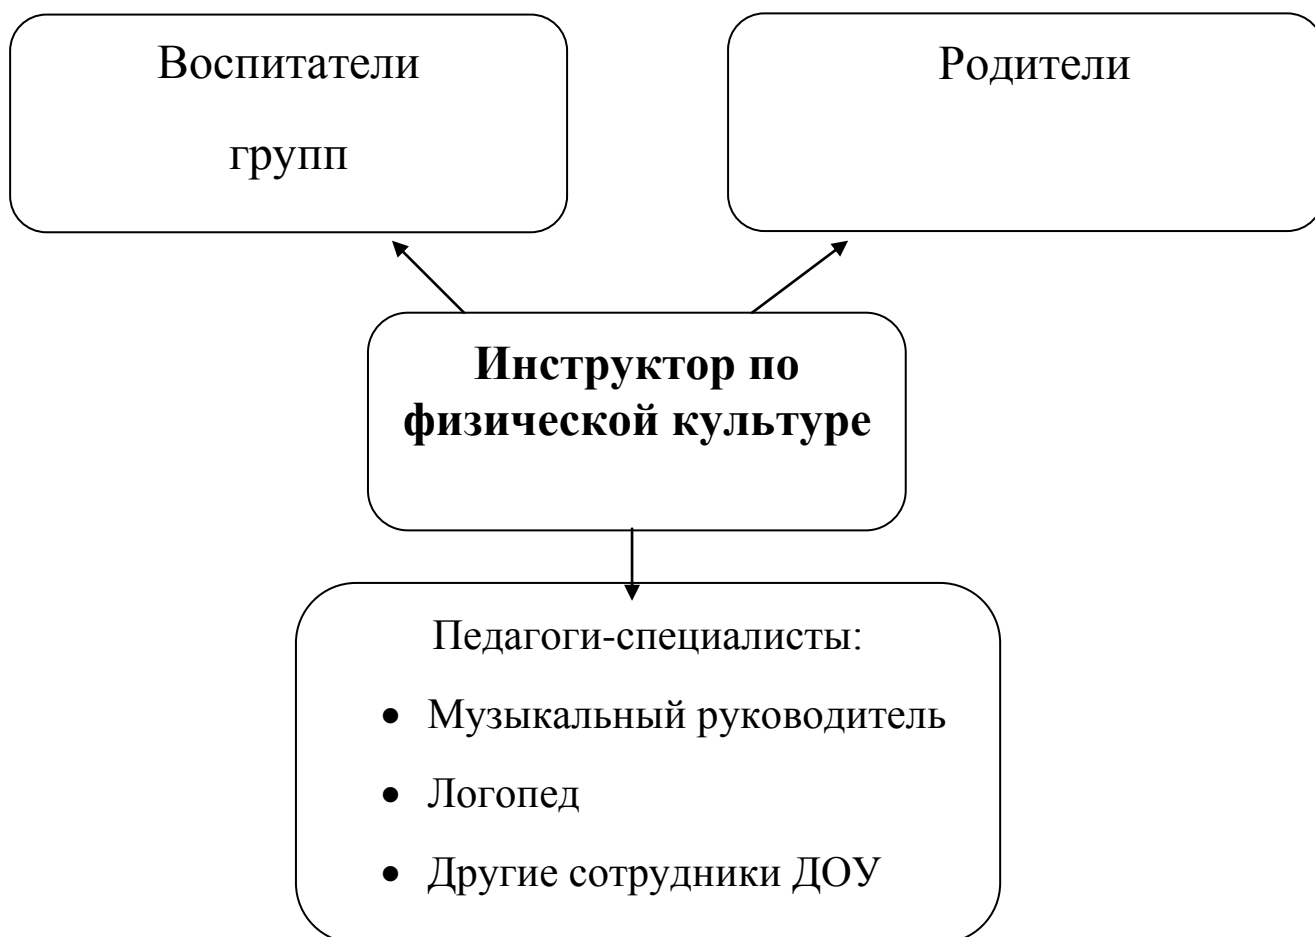 Воспитатели
групп
Родители
Инструктор по
физической культуре
Педагоги-специалисты:
• Музыкальный руководитель
• Логопед
• Другие сотрудники ДОУ